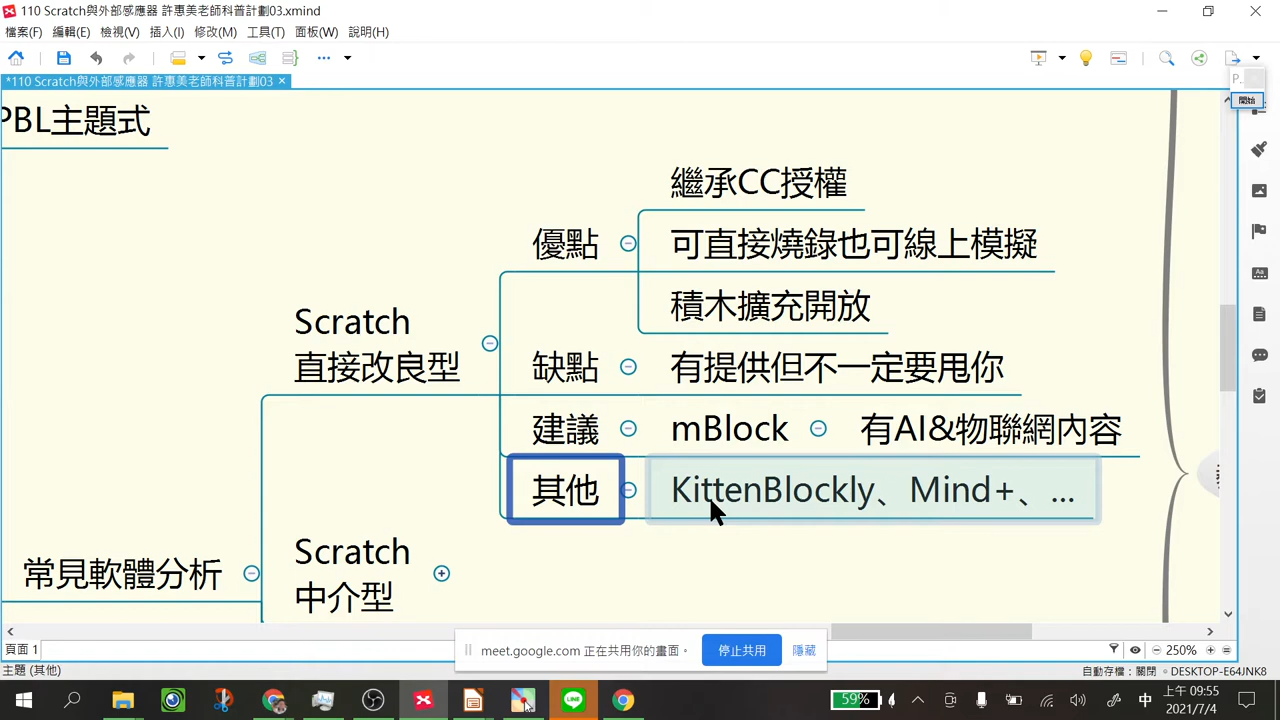 110 Scratch與外部感應器 許惠美老師科普計劃03.xmind
檔案(F) 編輯(E) 檢視(V) 插入(I) 修改(M) 工具(T) 面板(W) 說明(H)
*110 Scratch與外部感應器 許惠美老師科普計劃03
P...
開始
PBL主題式
繼承CC授權
優點
可直接燒錄也可線上模擬
積木擴充開放
Scratch
直接改良型
缺點
有提供但不一定要甩你
建議
mBlock
有AI&物聯網內容
其他
KittenBlockly、Mind+、...
Scratch
中介型
常見軟體分析
頁面 1
meet.google.com 正在共用你的畫面。
停止共用
隱藏
250%
主題 (其他)
自動存檔：關閉
DESKTOP-E64JNK8
59%
中
上午 09:55
2021/7/4